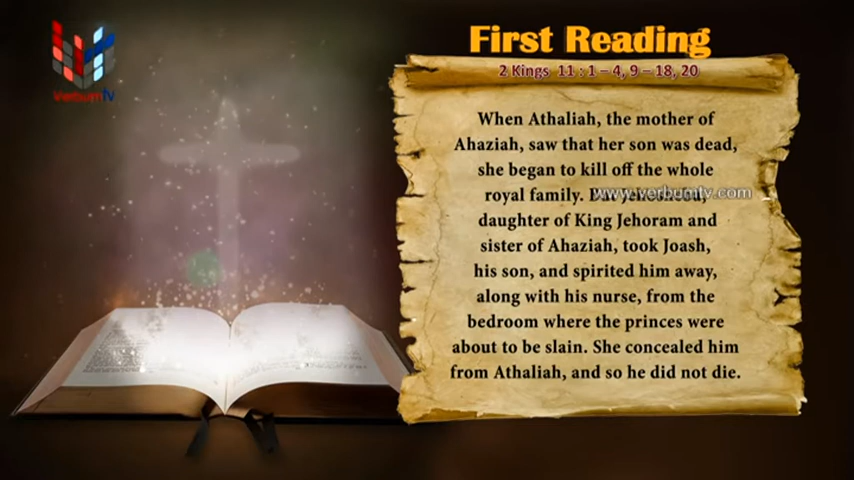 VerbumTV
First Reading
2 Kings 11 : 1 – 4, 9 – 18, 20
When Athaliah, the mother of
Ahaziah, saw that her son was dead,
she began to kill off the whole
royal family. But
www.verbumtv.com
daughter of King Jehoram and
sister of Ahaziah, took Joash,
his son, and spirited him away,
along with his nurse, from the
bedroom where the princes were
about to be slain. She concealed him
from Athaliah, and so he did not die.